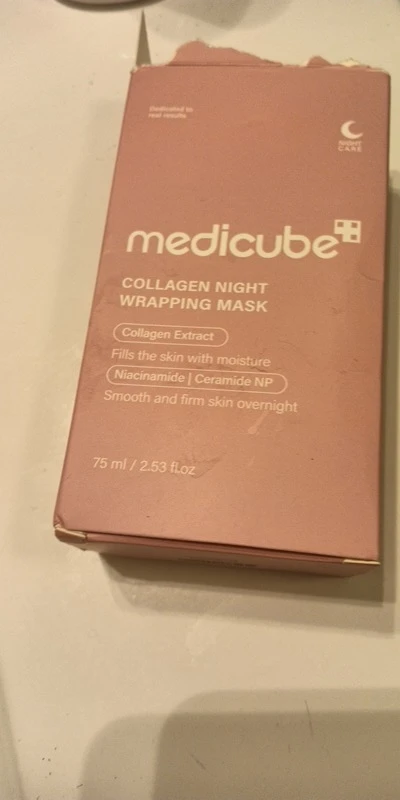 Dedicated to
real results
NIGHT
CARE
medicube
COLLAGEN NIGHT
WRAPPING MASK
Collagen Extract
Fills the skin with moisture
Niacinamide | Ceramide NP
Smooth and firm skin overnight
75 ml / 2.53 fl.oz